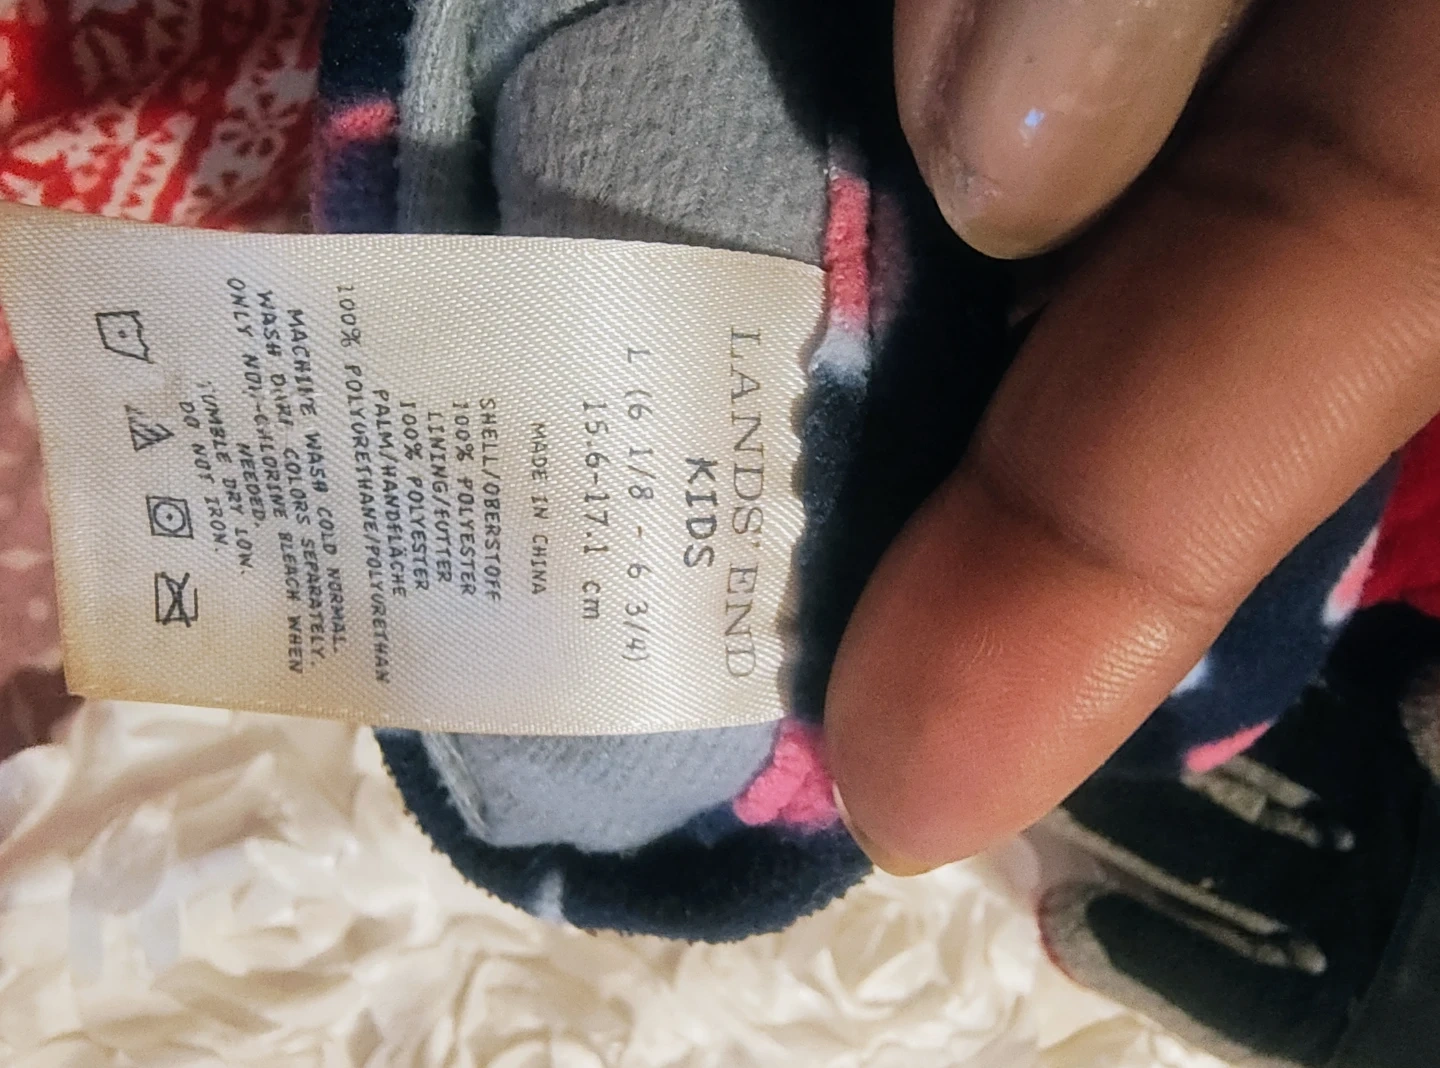 LANDS' END
KIDS
L (6 1/8 - 6 3/4)
15.6-17.1 cm
MADE IN CHINA
SHELL/OBERSTOFF
100% POLYESTER
LINING/FUTTER
100% POLYESTER
PALM/HANDFLÄCHE
100% POLYURETHANE/POLYURETHAN
MACHINE WASH COLD NORMAL.
WASH DARK COLORS SEPARATELY.
ONLY NON-CHLORINE BLEACH WHEN
NEEDED.
TUMBLE DRY LOW.
DO NOT IRON.